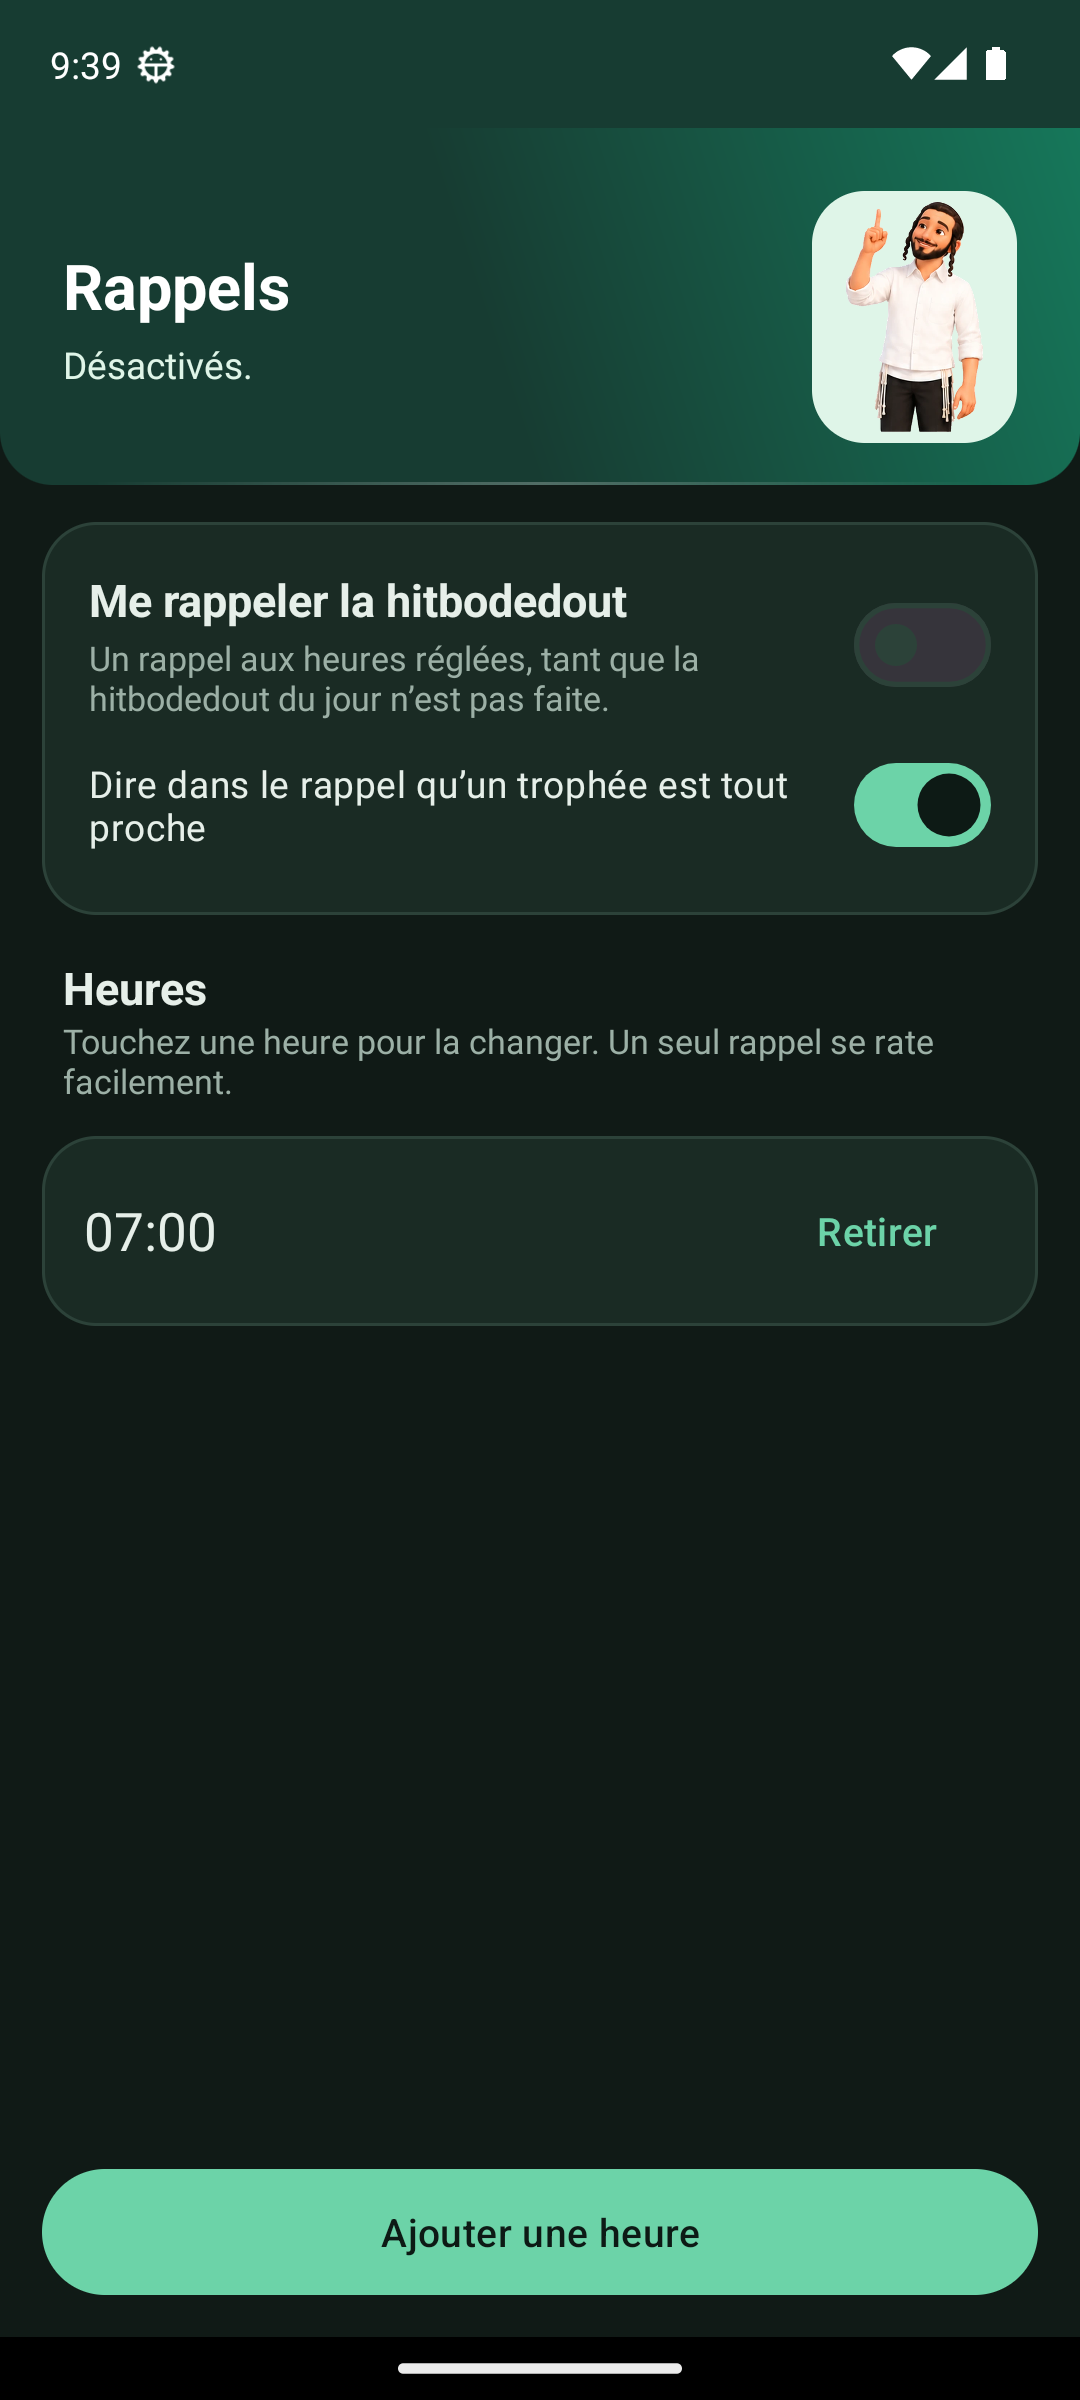 9:39
Rappels
Désactivés.
Me rappeler la hitbodedout
Un rappel aux heures réglées, tant que la
hitbodedout du jour n’est pas faite.
Dire dans le rappel qu’un trophée est tout
proche
Heures
Touchez une heure pour la changer. Un seul rappel se rate
facilement.
07:00
Retirer
Ajouter une heure